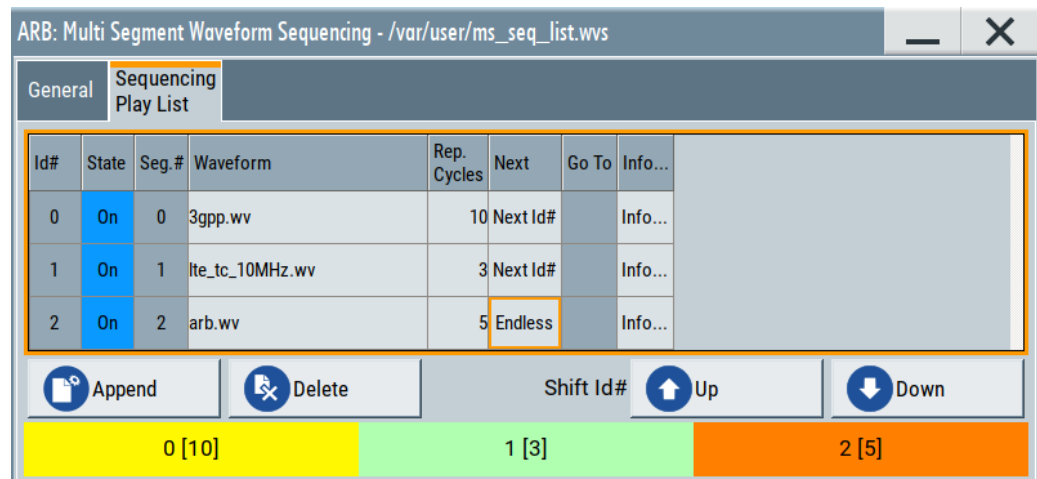 ARB: Multi Segment Waveform Sequencing - /var/user/ms_seq_list.wvs
General
Sequencing
Play List
Id# State Seg.# Waveform Rep. Cycles Next Go To Info...
0 On 0 3gpp.wv 10 Next Id# Info...
1 On 1 lte_tc_10MHz.wv 3 Next Id# Info...
2 On 2 arb.wv 5 Endless Info...
Append Delete Shift Id# Up Down
0 [10] 1 [3] 2 [5]